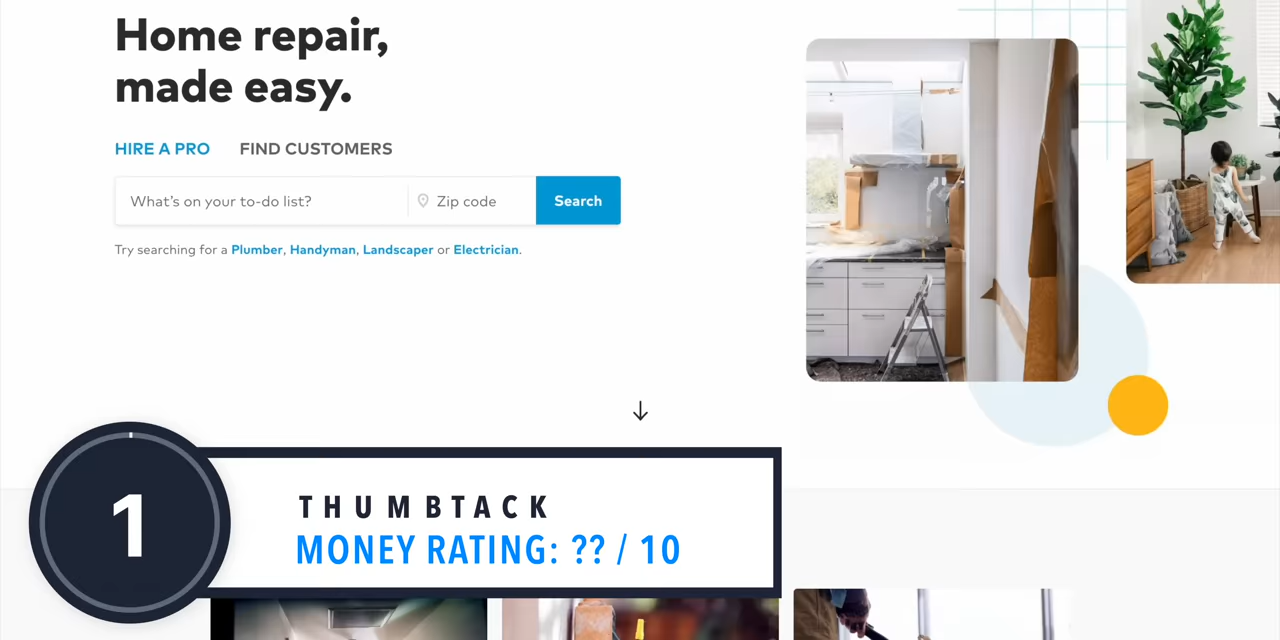 Home repair,
made easy.
HIRE A PRO FIND CUSTOMERS
What's on your to-do list? Zip code Search
Try searching for a Plumber, Handyman, Landscaper or Electrician.
1
THUMBTACK
MONEY RATING: ?? / 10